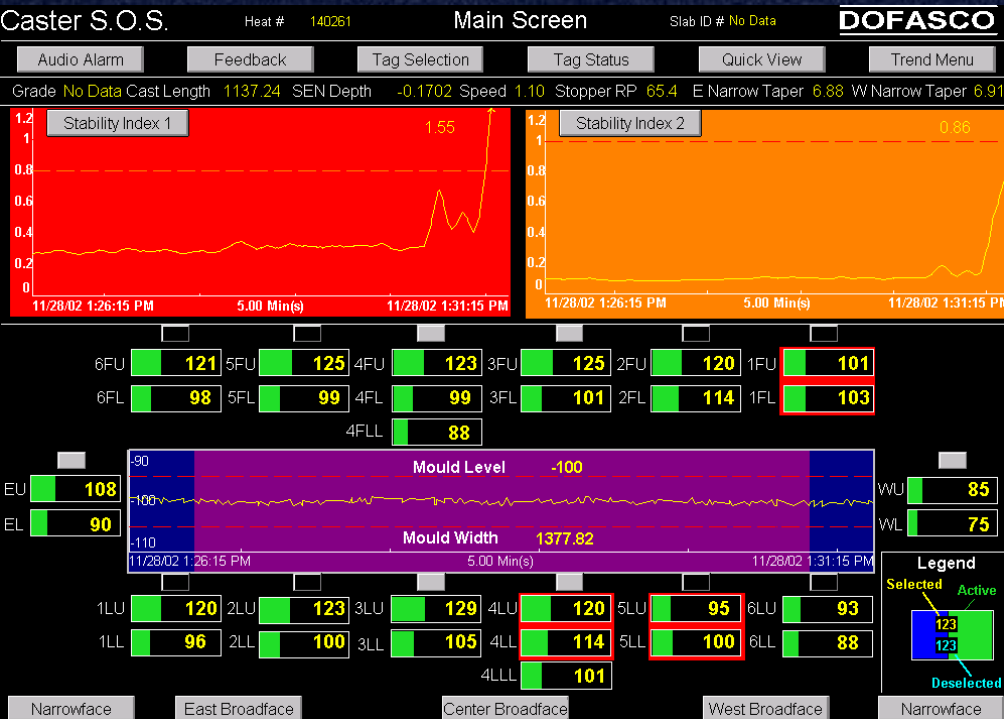 Caster S.O.S. Heat # 140261 Main Screen Slab ID # No Data DOFASCO
Audio Alarm Feedback Tag Selection Tag Status Quick View Trend Menu
Grade No Data Cast Length 1137.24 SEN Depth -0.1702 Speed 1.10 Stopper RP 65.4 E Narrow Taper 6.88 W Narrow Taper 6.91
1.2 Stability Index 1 1.55 1.2 Stability Index 2 0.86
1 1
0.8 0.8
0.6 0.6
0.4 0.4
0.2 0.2
0 0
11/28/02 1:26:15 PM 5.00 Min(s) 11/28/02 1:31:15 PM 11/28/02 1:26:15 PM 5.00 Min(s) 11/28/02 1:31:15 PM
6FU 121 5FU 125 4FU 123 3FU 125 2FU 120 1FU 101
6FL 98 5FL 99 4FL 99 3FL 101 2FL 114 1FL 103
4FLL 88
-90 Mould Level -100
EU 108 -100 WU 85
EL 90 WL 75
-110 Mould Width 1377.82
11/28/02 1:26:15 PM 5.00 Min(s) 11/28/02 1:31:15 PM
Legend
Selected Active
1LU 120 2LU 123 3LU 129 4LU 120 5LU 95 6LU 93
123
1LL 96 2LL 100 3LL 105 4LL 114 5LL 100 6LL 88
123
4LLL 101
Deselected
Narrowface East Broadface Center Broadface West Broadface Narrowface